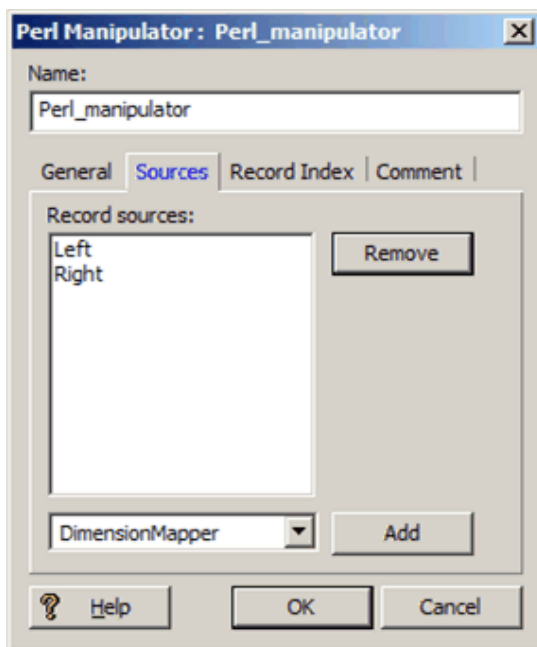 Perl Manipulator : Perl_manipulator
Name:
Perl_manipulator
General Sources Record Index Comment
Record sources:
Left
Right
Remove
DimensionMapper
Add
Help
OK
Cancel